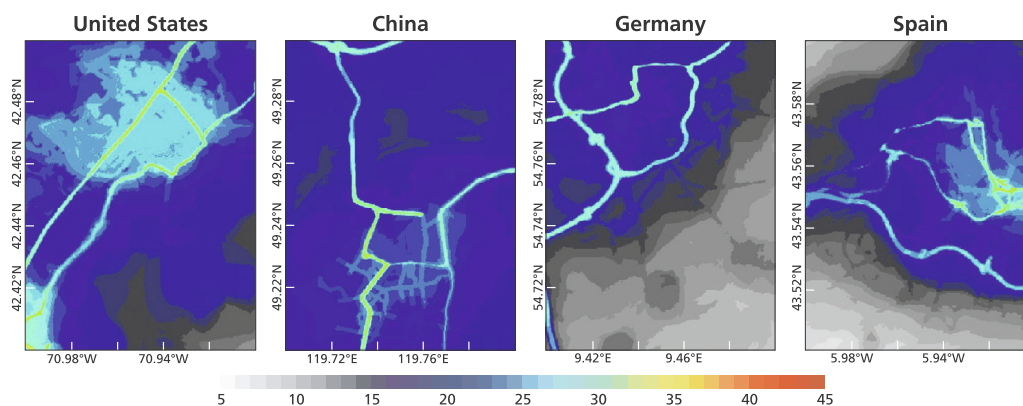 United States China Germany Spain
42.48°N 42.46°N 42.44°N 42.42°N
49.28°N 49.26°N 49.24°N 49.22°N
54.78°N 54.76°N 54.74°N 54.72°N
43.58°N 43.56°N 43.54°N 43.52°N
70.98°W 70.94°W 119.72°E 119.76°E 9.42°E 9.46°E 5.98°W 5.94°W
5 10 15 20 25 30 35 40 45